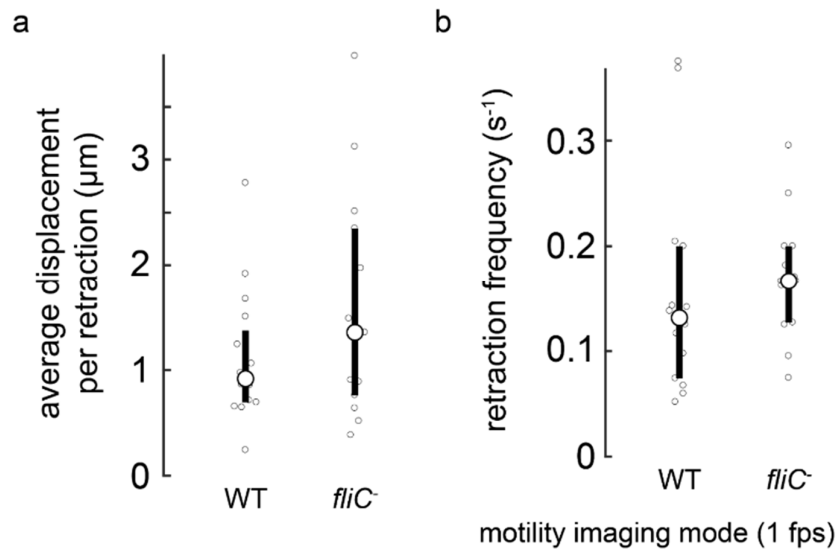 a
average displacement
per retraction (μm)
3
2
1
0
WT
fliC-
b
retraction frequency (s-1)
0.3
0.2
0.1
0
WT
fliC-
motility imaging mode (1 fps)